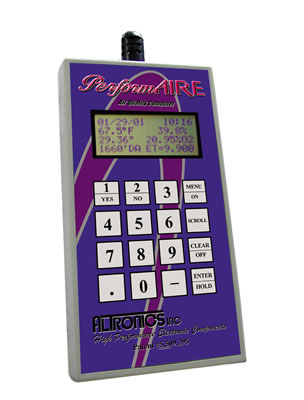 PerformAIRE
Air Quality Computer
01/29/01 10:16
67.5°F 39.8%
29.36" 20.95%O2
1660'DA ET=9.900
1 YES 2 NO 3 MENU ON
4 5 6 SCROLL
7 8 9 CLEAR OFF
. 0 - ENTER HOLD
ALTRONICS INC
High Performance Electronic Components